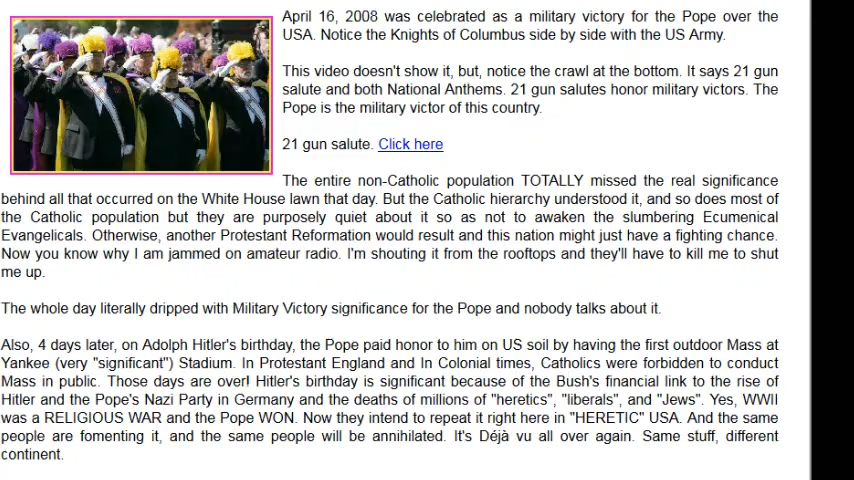 April 16, 2008 was celebrated as a military victory for the Pope over the
USA. Notice the Knights of Columbus side by side with the US Army.
This video doesn't show it, but, notice the crawl at the bottom. It says 21 gun
salute and both National Anthems. 21 gun salutes honor military victors. The
Pope is the military victor of this country.
21 gun salute. Click here
The entire non-Catholic population TOTALLY missed the real significance
behind all that occurred on the White House lawn that day. But the Catholic hierarchy understood it, and so does most of
the Catholic population but they are purposely quiet about it so as not to awaken the slumbering Ecumenical
Evangelicals. Otherwise, another Protestant Reformation would result and this nation might just have a fighting chance.
Now you know why I am jammed on amateur radio. I'm shouting it from the rooftops and they'll have to kill me to shut
me up.
The whole day literally dripped with Military Victory significance for the Pope and nobody talks about it.
Also, 4 days later, on Adolph Hitler's birthday, the Pope paid honor to him on US soil by having the first outdoor Mass at
Yankee (very "significant") Stadium. In Protestant England and In Colonial times, Catholics were forbidden to conduct
Mass in public. Those days are over! Hitler's birthday is significant because of the Bush's financial link to the rise of
Hitler and the Pope's Nazi Party in Germany and the deaths of millions of "heretics", "liberals", and "Jews". Yes, WWII
was a RELIGIOUS WAR and the Pope WON. Now they intend to repeat it right here in "HERETIC" USA. And the same
people are fomenting it, and the same people will be annihilated. It's Déjà vu all over again. Same stuff, different
continent.